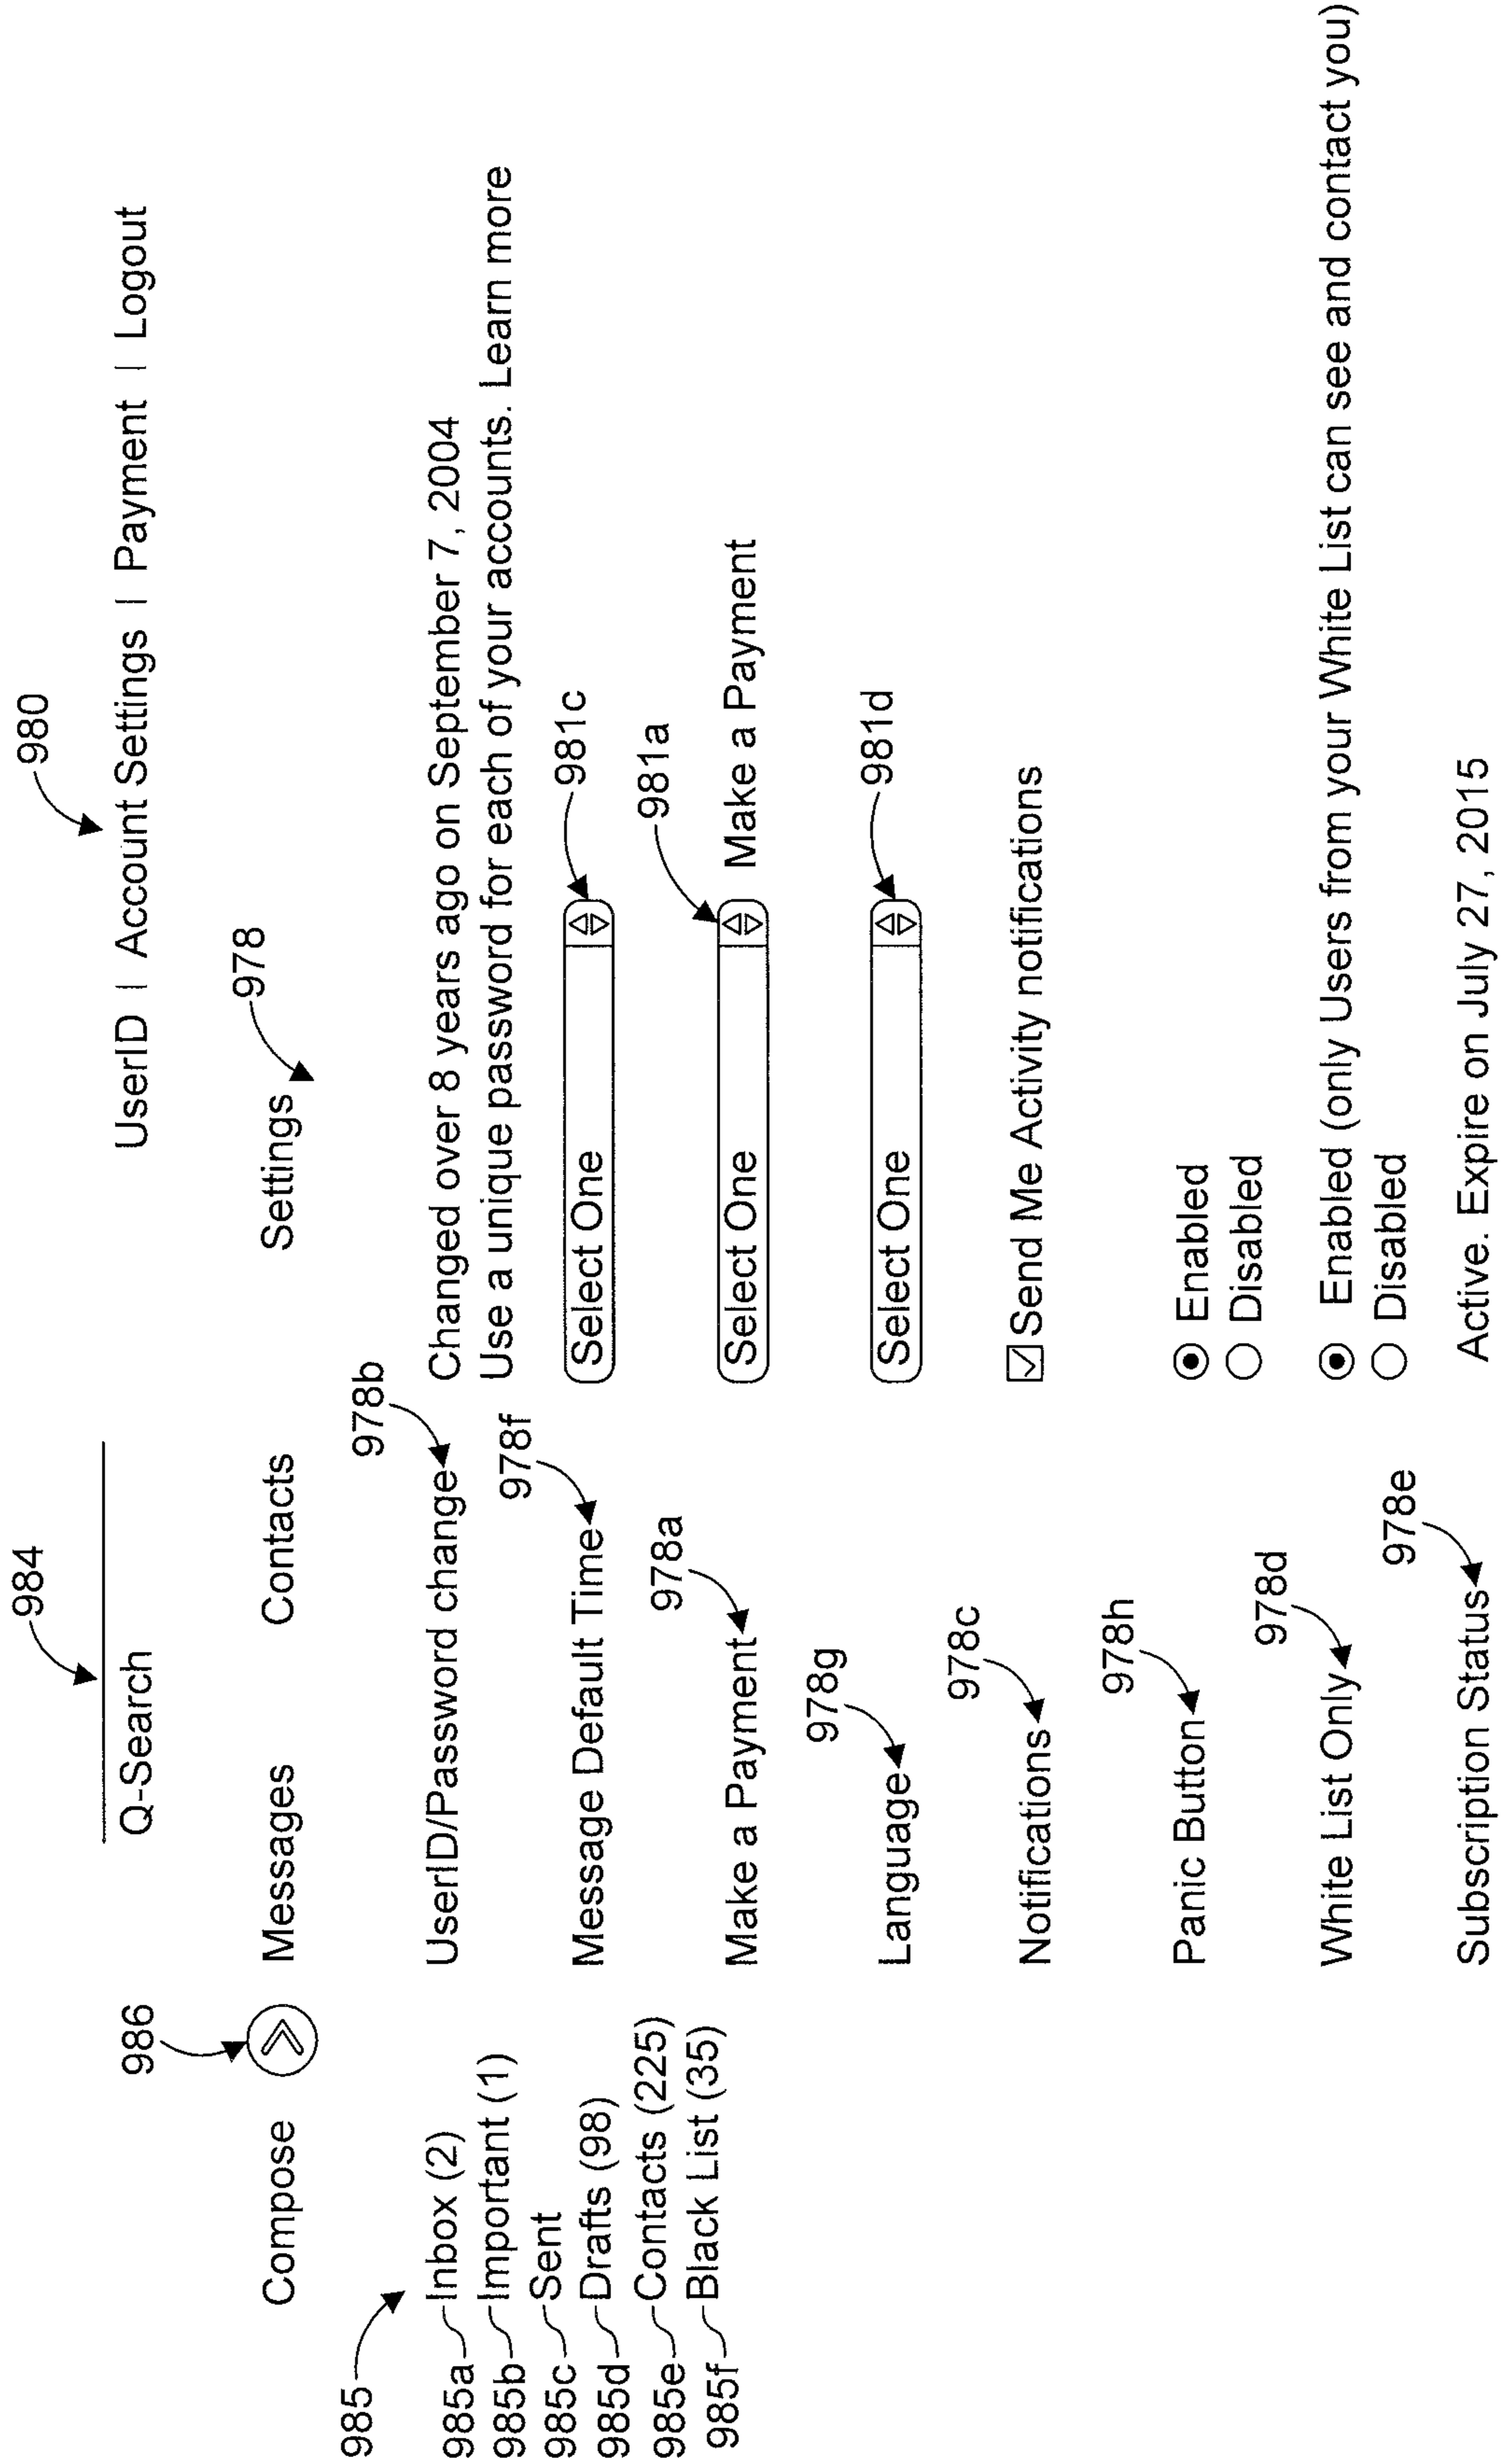 984
980
Q-Search
UserID | Account Settings | Payment | Logout
986
978
Compose
Messages
Contacts
Settings
985
978b
985a Inbox (2)
UserID/Password change
Changed over 8 years ago on September 7, 2004
985b Important (1)
Use a unique password for each of your accounts. Learn more
978f
985c Sent
981c
985d Drafts (98)
Message Default Time
Select One
985e Contacts (225)
978a
981a
985f Black List (35)
Make a Payment
Select One
Make a Payment
978g
981d
Language
Select One
978c
Notifications
Send Me Activity notifications
978h
Panic Button
Enabled
Disabled
978d
White List Only
Enabled (only Users from your White List can see and contact you)
Disabled
978e
Subscription Status
Active. Expire on July 27, 2015